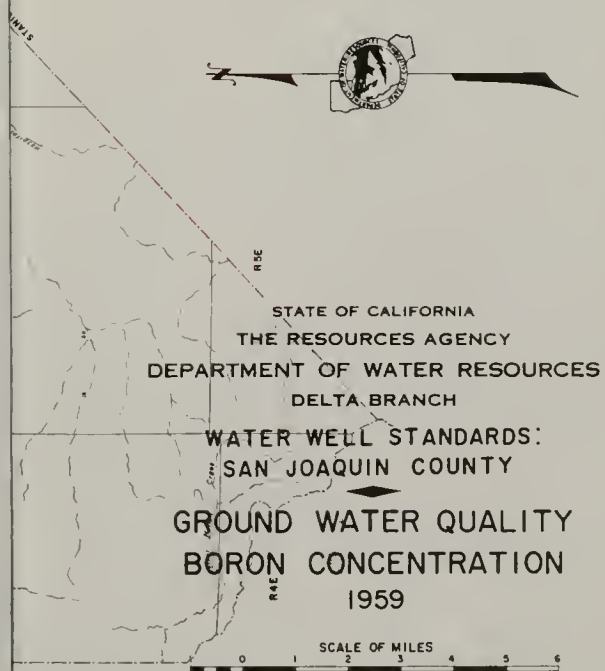 STANI
R5E
STATE OF CALIFORNIA
THE RESOURCES AGENCY
DEPARTMENT OF WATER RESOURCES
DELTA BRANCH
WATER WELL STANDARDS:
SAN JOAQUIN COUNTY
GROUND WATER QUALITY
BORON CONCENTRATION
R4E
1959
SCALE OF MILES
0 1 2 3 4 5 6